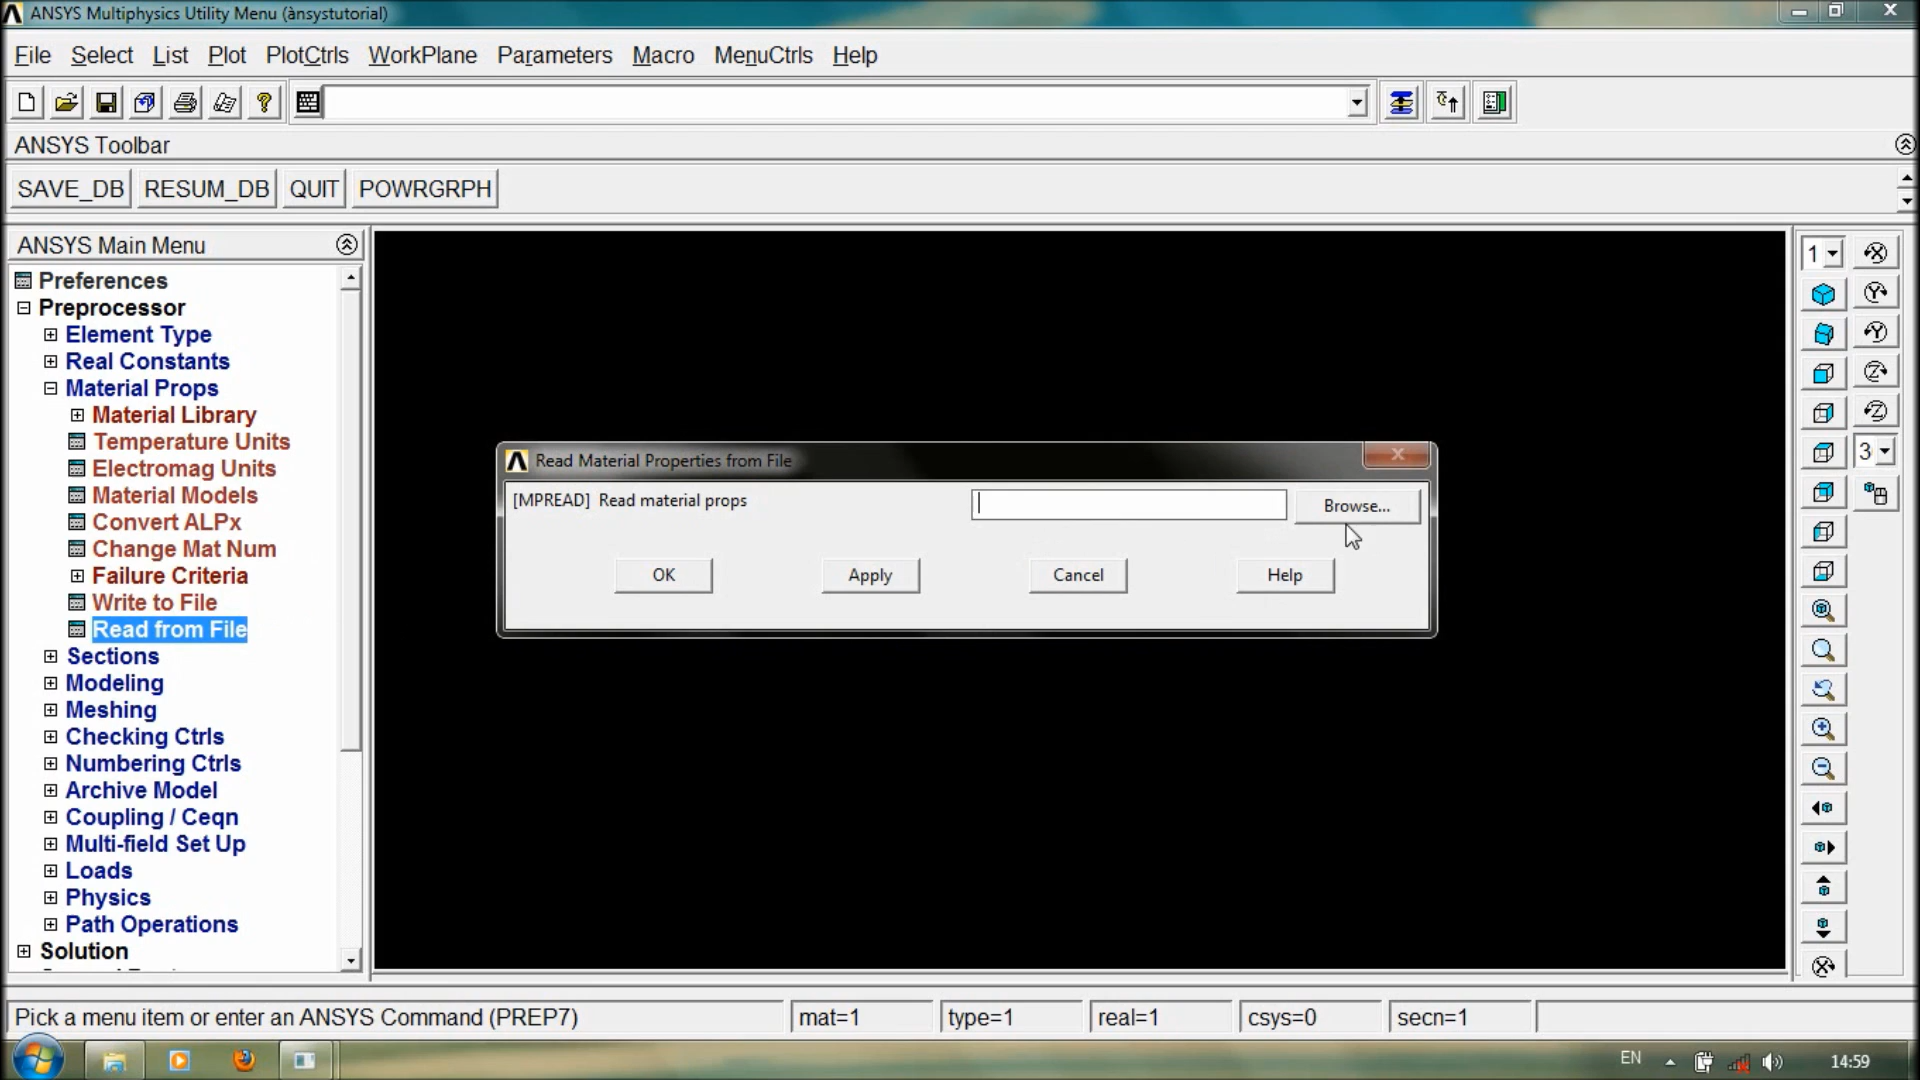 ANSYS Multiphysics Utility Menu (ànsystutorial)
File Select List Plot PlotCtrls WorkPlane Parameters Macro MenuCtrls Help
ANSYS Toolbar
SAVE_DB RESUM_DB QUIT POWRGRPH
ANSYS Main Menu
Preferences
Preprocessor
Element Type
Real Constants
Material Props
Material Library
Temperature Units
Electromag Units
Material Models
Convert ALPx
Change Mat Num
Failure Criteria
Write to File
Read from File
Sections
Modeling
Meshing
Checking Ctrls
Numbering Ctrls
Archive Model
Coupling / Ceqn
Multi-field Set Up
Loads
Physics
Path Operations
Solution
Read Material Properties from File
[MPREAD] Read material props
Browse...
OK Apply Cancel Help
1
3
Pick a menu item or enter an ANSYS Command (PREP7) mat=1 type=1 real=1 csys=0 secn=1
EN 14:59